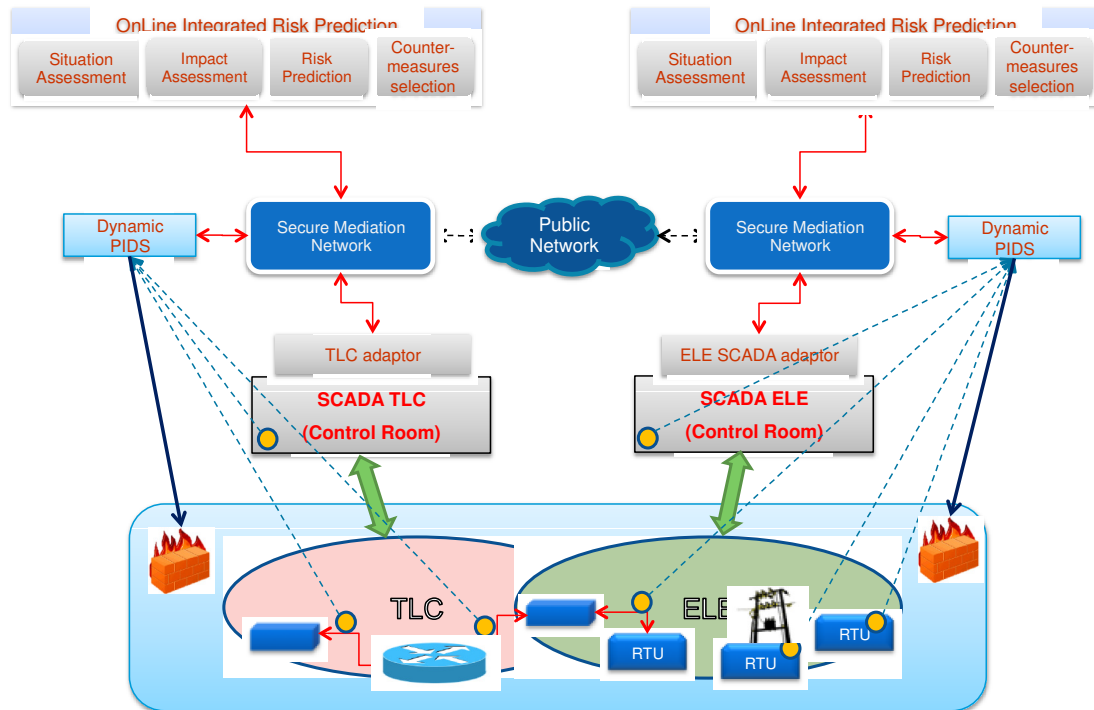 OnLine Integrated Risk Prediction
Situation
Assessment
Impact
Assessment
Risk
Prediction
Counter-
measures
selection
OnLine Integrated Risk Prediction
Situation
Assessment
Impact
Assessment
Risk
Prediction
Counter-
measures
selection
Dynamic
PIDS
Secure Mediation
Network
Public
Network
Secure Mediation
Network
Dynamic
PIDS
TLC adaptor
SCADA TLC
(Control Room)
ELE SCADA adaptor
SCADA ELE
(Control Room)
TLC
ELE
RTU
RTU
RTU